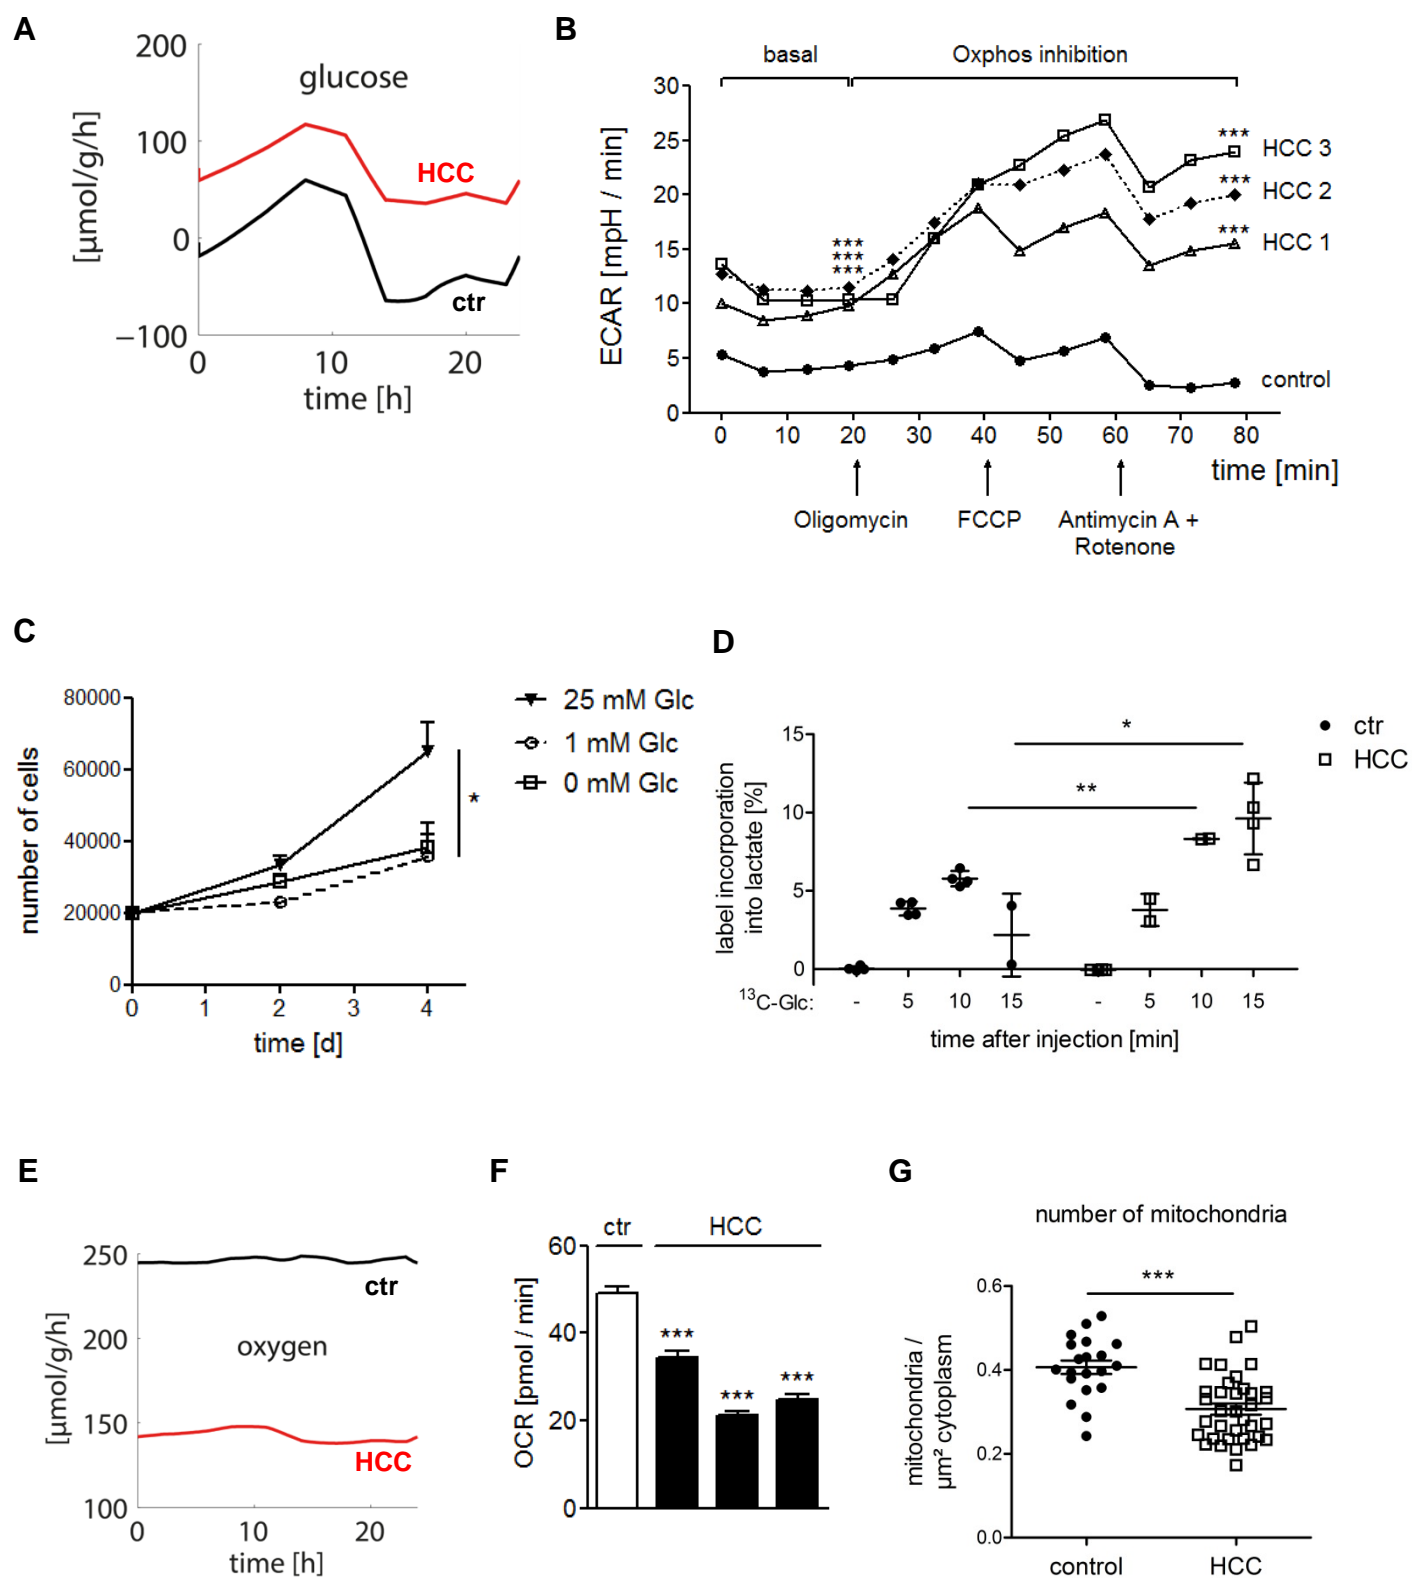 A
200
100
0
−100
[µmol/g/h]
glucose
HCC
ctr
0 10 20
time [h]
B
basal Oxphos inhibition
30
25
20
15
10
5
0
ECAR [mpH / min]
***
***
***
*** HCC 3
*** HCC 2
*** HCC 1
control
0 10 20 30 40 50 60 70 80
time [min]
Oligomycin FCCP Antimycin A +
Rotenone
C
80000
60000
40000
20000
0
number of cells
*
25 mM Glc
1 mM Glc
0 mM Glc
0 1 2 3 4
time [d]
D
15
10
5
0
label incorporation
into lactate [%]
*
**
ctr
HCC
¹³C-Glc: - 5 10 15 - 5 10 15
time after injection [min]
E
250
200
150
100
[µmol/g/h]
ctr
oxygen
HCC
0 10 20
time [h]
F
ctr HCC
60
40
20
0
OCR [pmol / min]
***
***
***
G
number of mitochondria
***
0.6
0.4
0.2
0.0
mitochondria /
µm² cytoplasm
control HCC